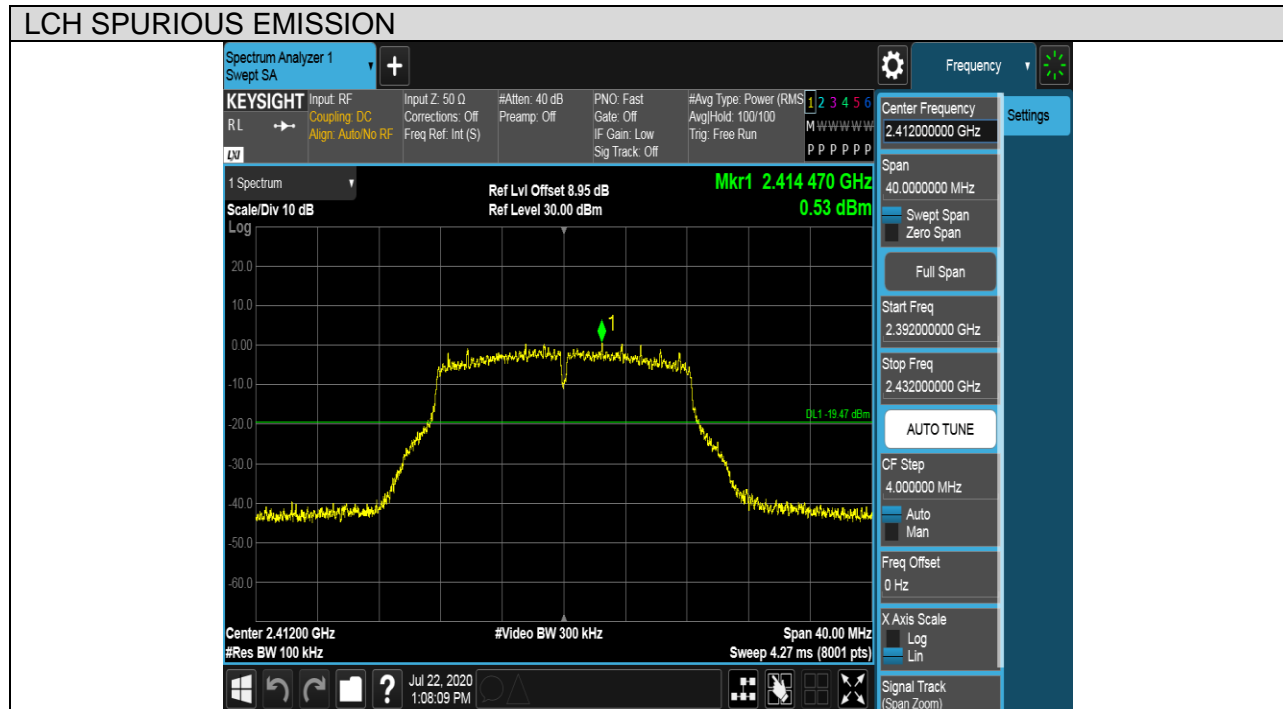 LCH SPURIOUS EMISSION
Spectrum Analyzer 1
Swept SA
+
Frequency
KEYSIGHT
RL
LXI
Input: RF
Coupling: DC
Align: Auto/No RF
Input Z: 50 Ω
Corrections: Off
Freq Ref: Int (S)
#Atten: 40 dB
Preamp: Off
PNO: Fast
Gate: Off
IF Gain: Low
Sig Track: Off
#Avg Type: Power (RMS
Avg|Hold: 100/100
Trig: Free Run
1 2 3 4 5 6
M W W W W W
P P P P P P
1 Spectrum
Scale/Div 10 dB
Log
Ref Lvl Offset 8.95 dB
Ref Level 30.00 dBm
Mkr1 2.414 470 GHz
0.53 dBm
20.0
10.0
0.00
-10.0
-20.0
-30.0
-40.0
-50.0
-60.0
1
DL1 -19.47 dBm
Center 2.41200 GHz
#Res BW 100 kHz
#Video BW 300 kHz
Span 40.00 MHz
Sweep 4.27 ms (8001 pts)
?
Jul 22, 2020
1:08:09 PM
Center Frequency
2.412000000 GHz
Span
40.0000000 MHz
Swept Span
Zero Span
Full Span
Start Freq
2.392000000 GHz
Stop Freq
2.432000000 GHz
AUTO TUNE
CF Step
4.000000 MHz
Auto
Man
Freq Offset
0 Hz
X Axis Scale
Log
Lin
Signal Track
(Span Zoom)
Settings